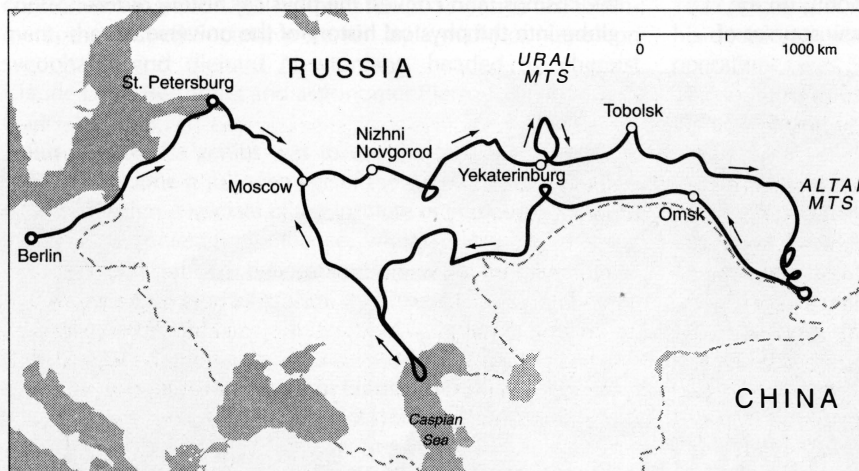 RUSSIA
URAL
MTS
0 1000 km
St. Petersburg
Tobolsk
Nizhni
Novgorod
Moscow
Yekaterinburg
ALTAI
MTS
Omsk
Berlin
CHINA
Caspian
Sea